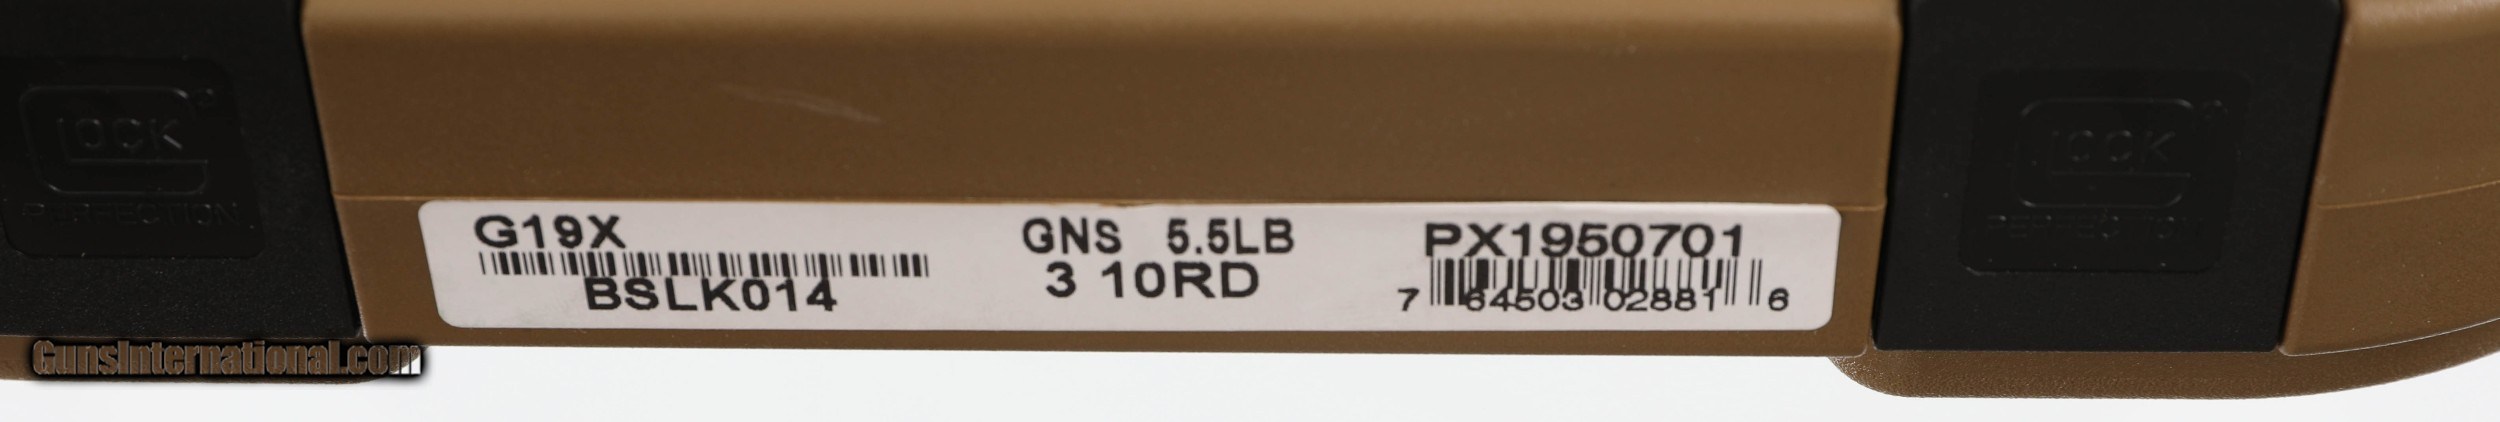 GLOCK
PERFECTION
G19X
BSLK014
GNS 5.5LB
3 10RD
PX1950701
7 64503 02881 6
GLOCK
PERFECTION
GunsInternational.com